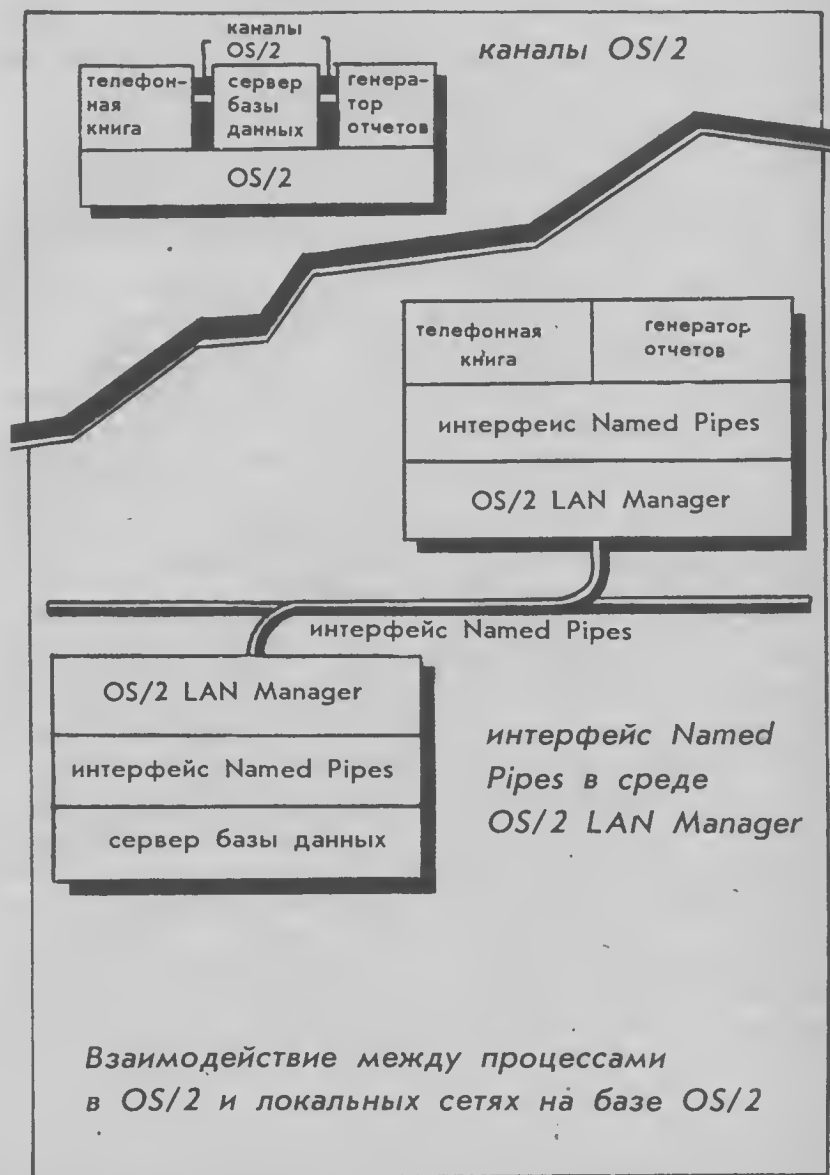 каналы
OS/2
каналы OS/2
телефон-
ная
книга
сервер
базы
данных
генера-
тор
отчетов
OS/2
телефонная
книга
генератор
отчетов
интерфеис Named Pipes
OS/2 LAN Manager
интерфейс Named Pipes
OS/2 LAN Manager
интерфейс Named Pipes
сервер базы данных
интерфейс Named
Pipes в среде
OS/2 LAN Manager
Взаимодействие между процессами
в OS/2 и локальных сетях на базе OS/2